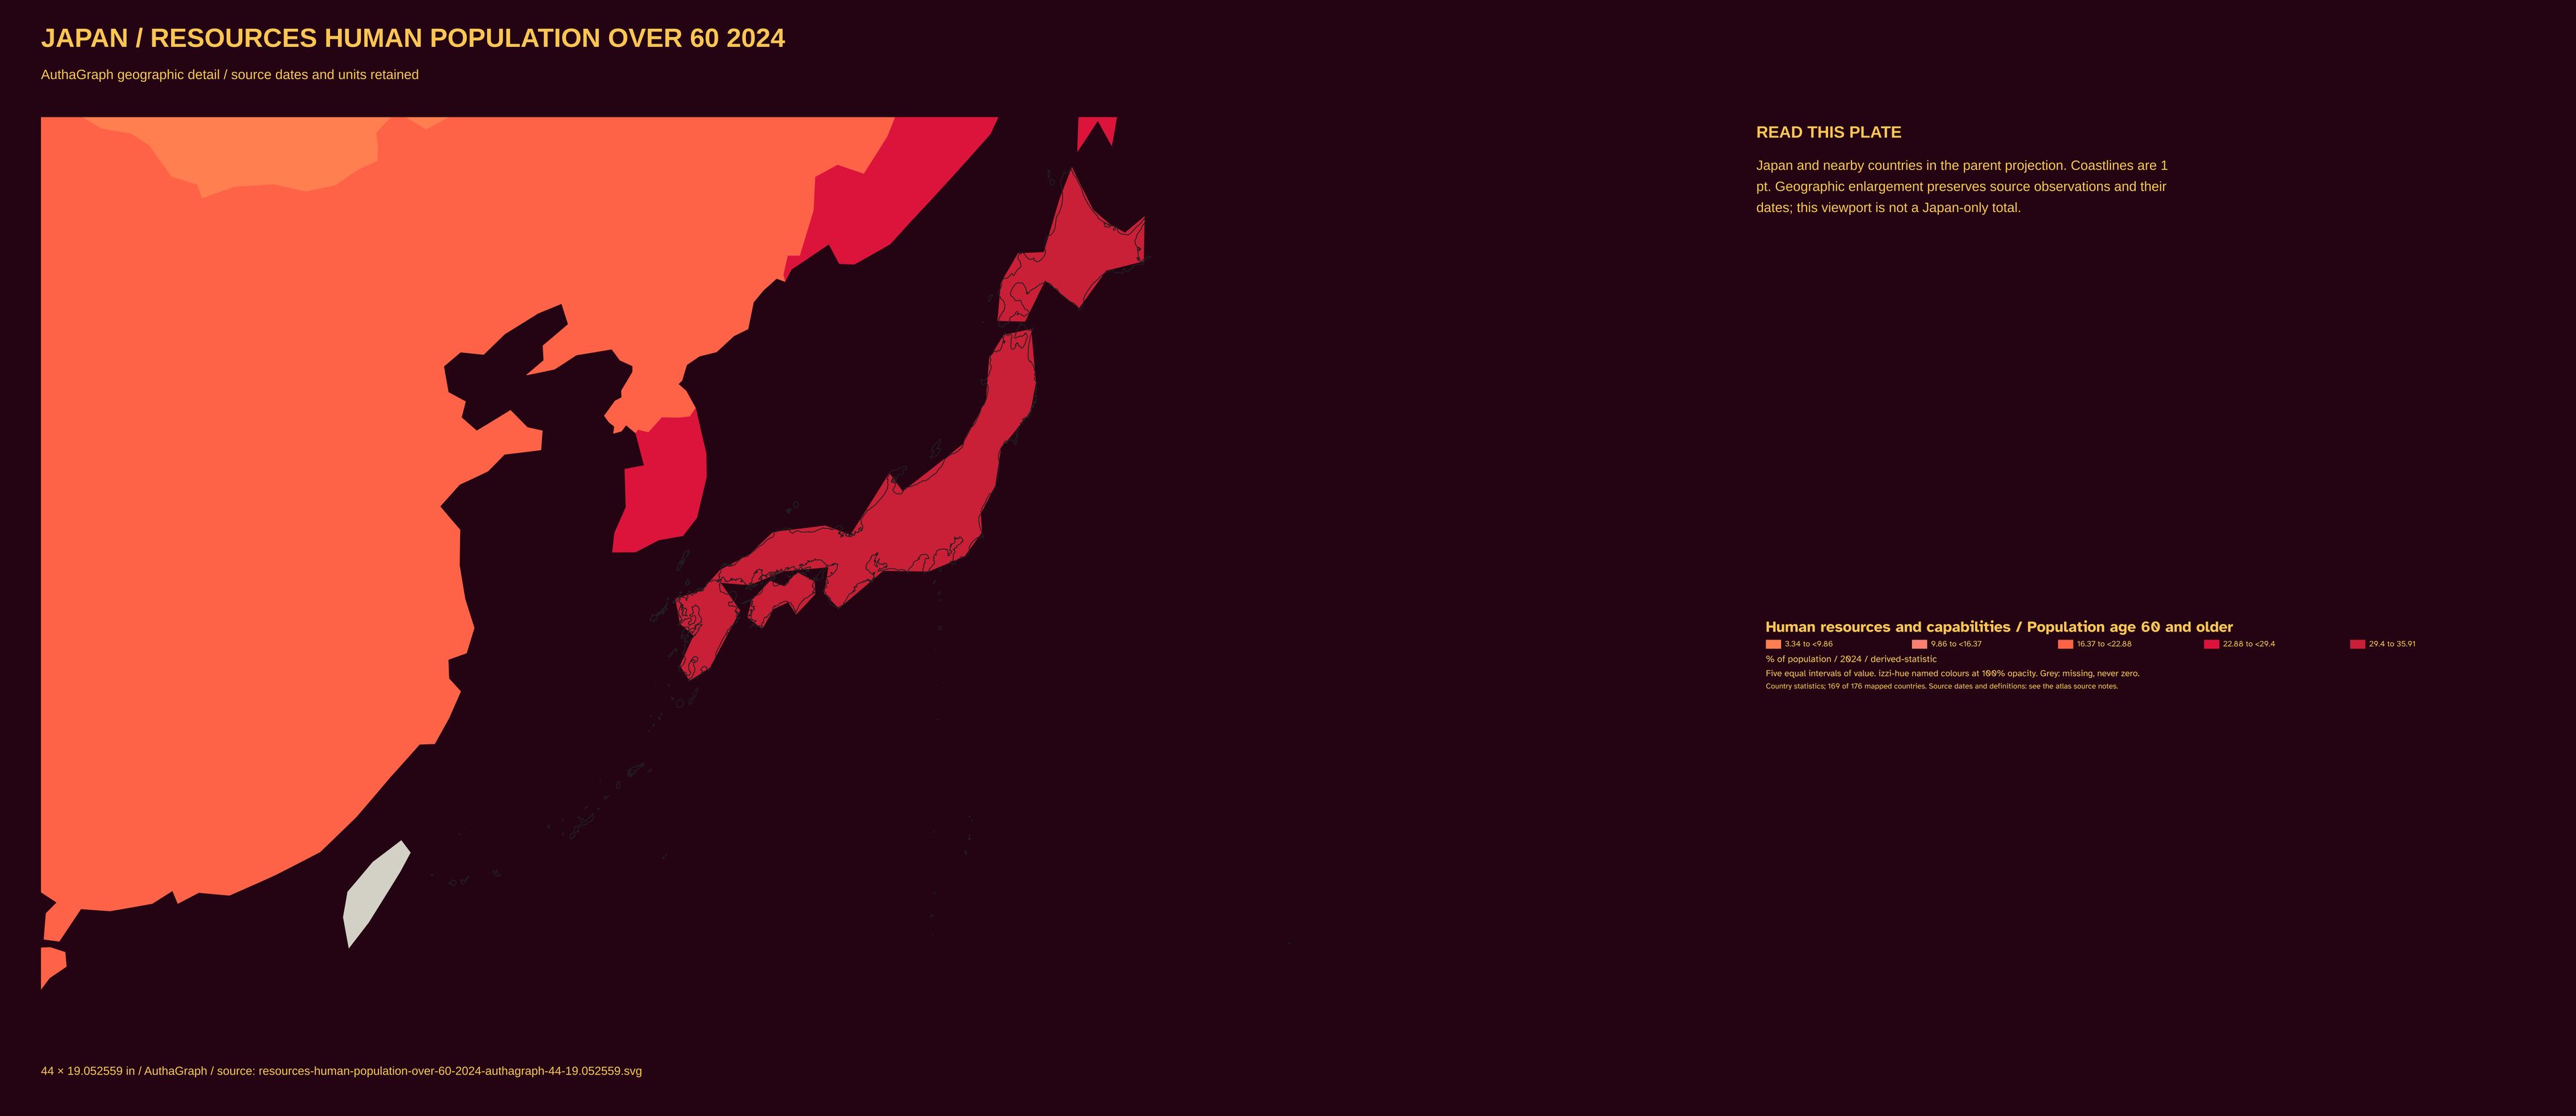 JAPAN / RESOURCES HUMAN POPULATION OVER 60 2024
AuthaGraph geographic detail / source dates and units retained
READ THIS PLATE
Japan and nearby countries in the parent projection. Coastlines are 1
pt. Geographic enlargement preserves source observations and their
dates; this viewport is not a Japan-only total.
Human resources and capabilities / Population age 60 and older
3.34 to <9.86 9.86 to <16.37 16.37 to <22.88 22.88 to <29.4 29.4 to 35.91
% of population / 2024 / derived-statistic
Five equal intervals of value. izzi-hue named colours at 100% opacity. Grey: missing, never zero.
Country statistics; 169 of 176 mapped countries. Source dates and definitions: see the atlas source notes.
44 × 19.052559 in / AuthaGraph / source: resources-human-population-over-60-2024-authagraph-44-19.052559.svg